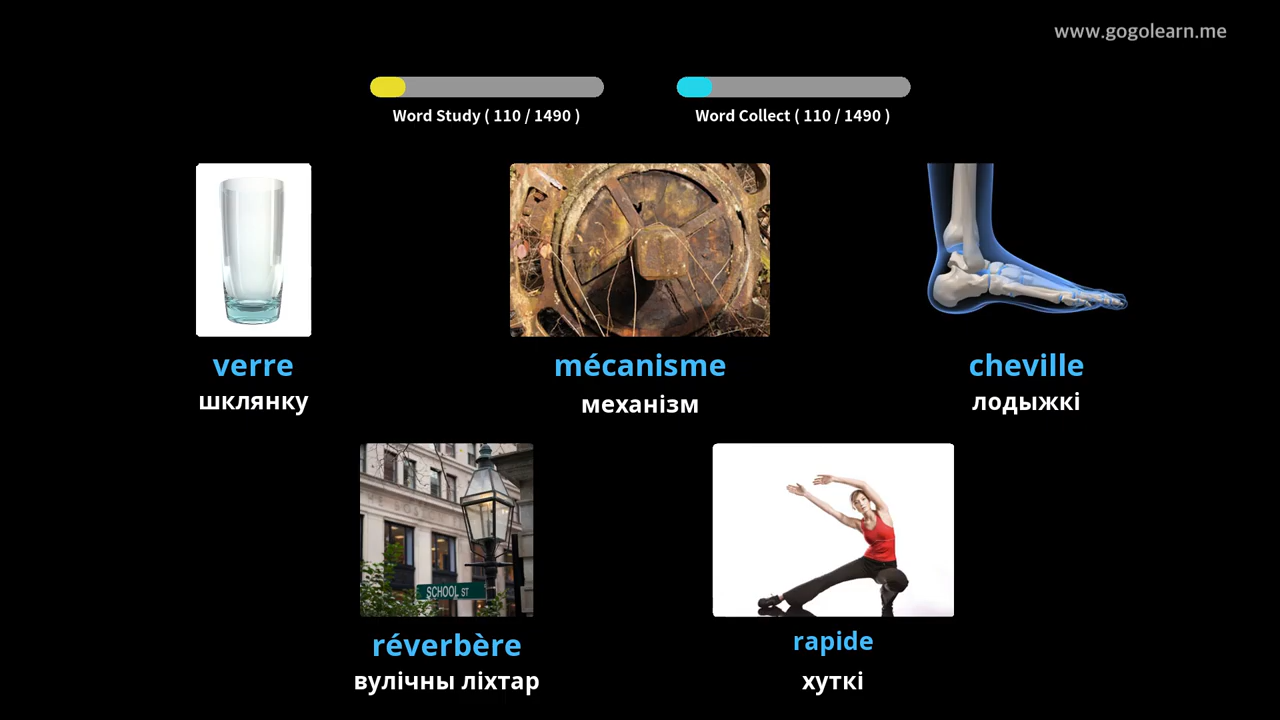 www.gogolearn.me
Word Study ( 110 / 1490 )
Word Collect ( 110 / 1490 )
verre
шклянку
mécanisme
механізм
cheville
лодыжкі
SCHOOL ST
réverbère
вулічны ліхтар
rapide
хуткі